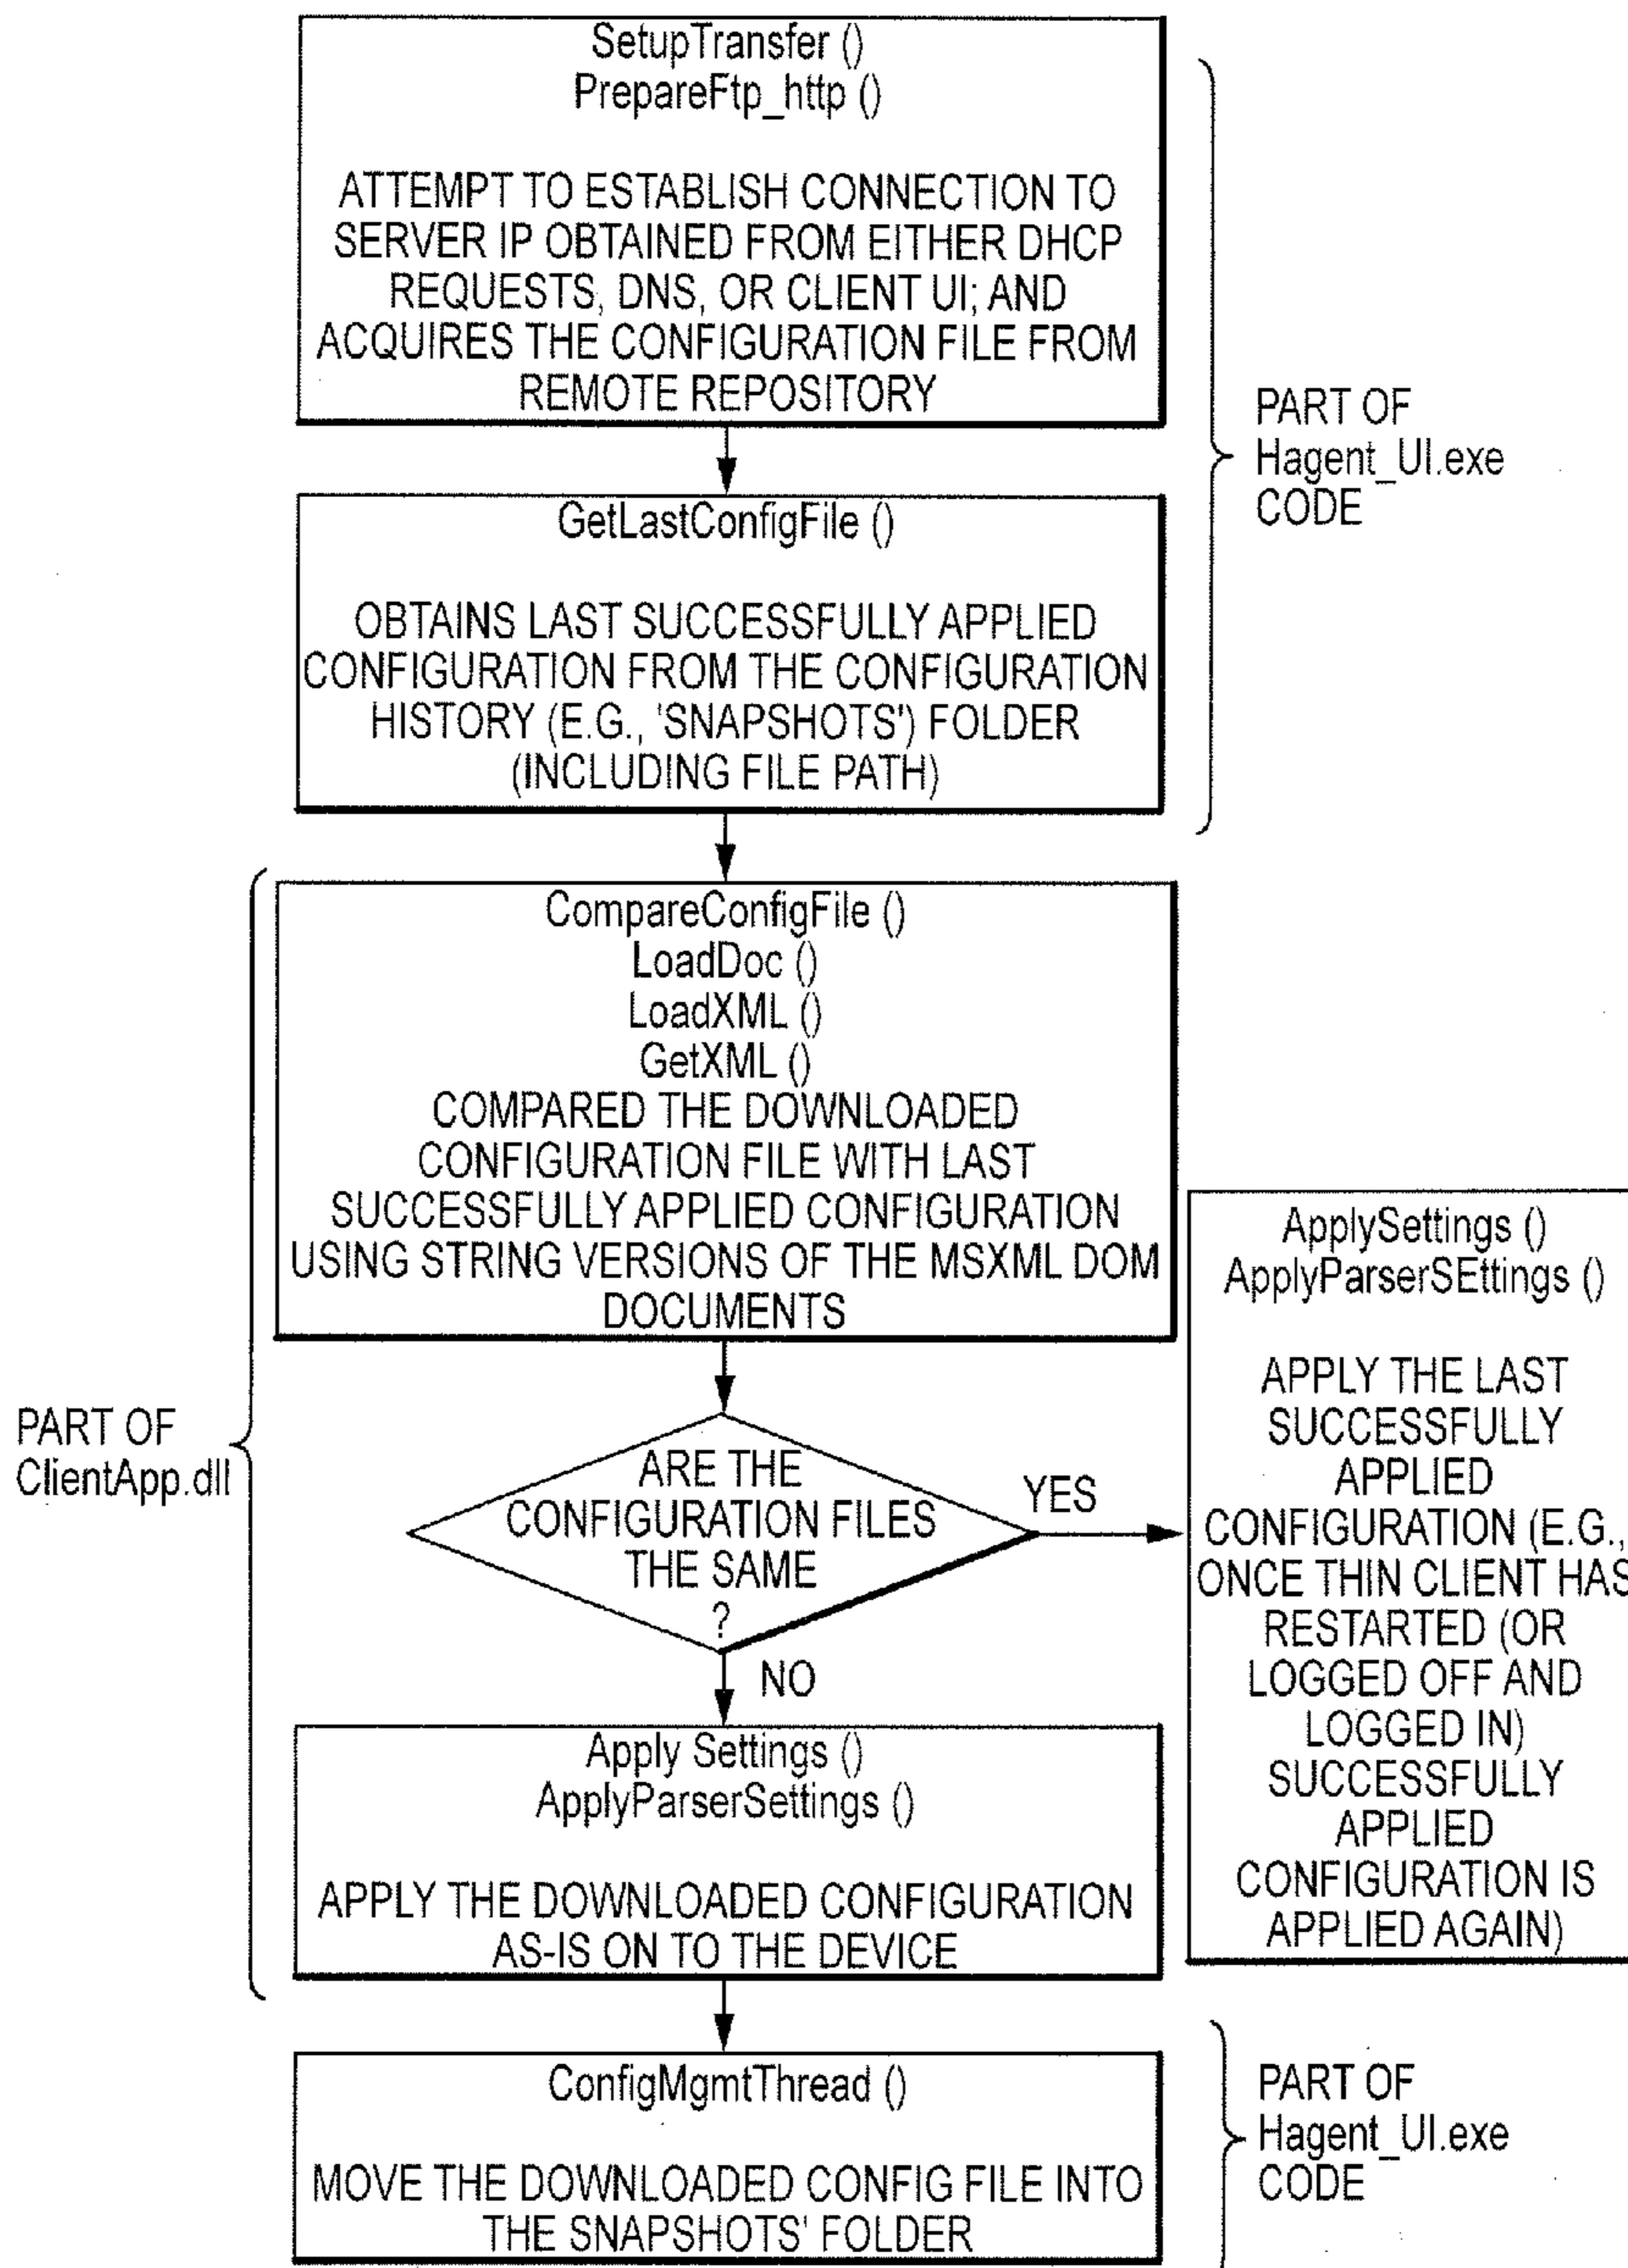 SetupTransfer ()
PrepareFtp_http ()
ATTEMPT TO ESTABLISH CONNECTION TO
SERVER IP OBTAINED FROM EITHER DHCP
REQUESTS, DNS, OR CLIENT UI; AND
ACQUIRES THE CONFIGURATION FILE FROM
REMOTE REPOSITORY
PART OF
Hagent_UI.exe
CODE
GetLastConfigFile ()
OBTAINS LAST SUCCESSFULLY APPLIED
CONFIGURATION FROM THE CONFIGURATION
HISTORY (E.G., 'SNAPSHOTS') FOLDER
(INCLUDING FILE PATH)
CompareConfigFile ()
LoadDoc ()
LoadXML ()
GetXML ()
COMPARED THE DOWNLOADED
CONFIGURATION FILE WITH LAST
SUCCESSFULLY APPLIED CONFIGURATION
USING STRING VERSIONS OF THE MSXML DOM
DOCUMENTS
PART OF
ClientApp.dll
ARE THE
CONFIGURATION FILES
THE SAME
?
YES
NO
ApplySettings ()
ApplyParserSEttings ()
APPLY THE LAST
SUCCESSFULLY
APPLIED
CONFIGURATION (E.G.,
ONCE THIN CLIENT HAS
RESTARTED (OR
LOGGED OFF AND
LOGGED IN)
SUCCESSFULLY
APPLIED
CONFIGURATION IS
APPLIED AGAIN)
Apply Settings ()
ApplyParserSettings ()
APPLY THE DOWNLOADED CONFIGURATION
AS-IS ON TO THE DEVICE
ConfigMgmtThread ()
MOVE THE DOWNLOADED CONFIG FILE INTO
THE SNAPSHOTS' FOLDER
PART OF
Hagent_UI.exe
CODE